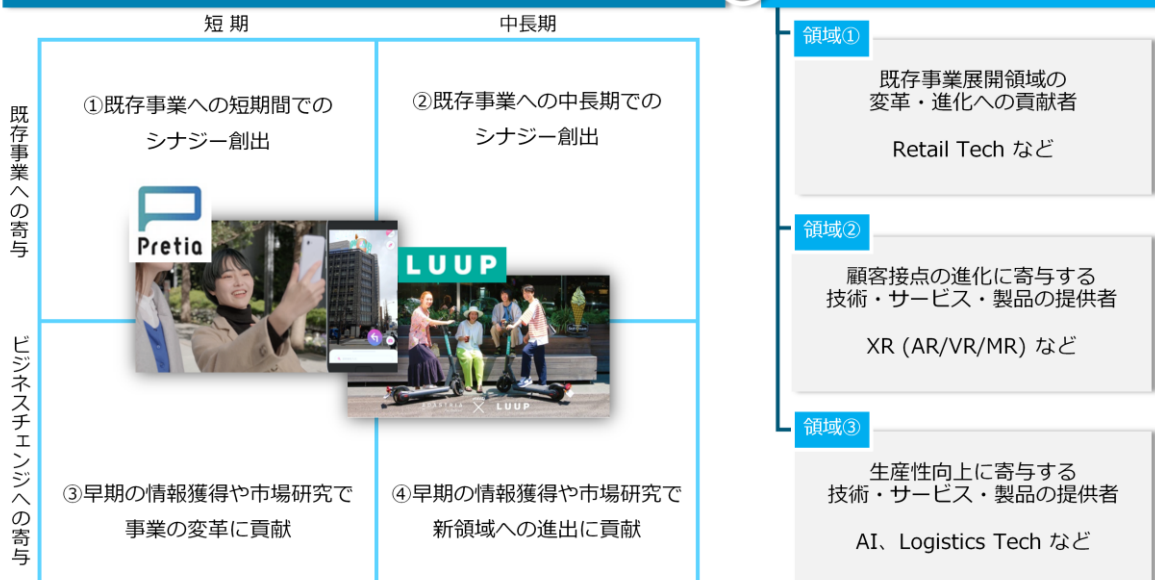 短 期
中長期
既存事業への寄与
ビジネスチェンジへの寄与
①既存事業への短期間での
シナジー創出
②既存事業への中長期での
シナジー創出
Pretia
LUUP
LUUP
③早期の情報獲得や市場研究で
事業の変革に貢献
④早期の情報獲得や市場研究で
新領域への進出に貢献
領域①
既存事業展開領域の
変革・進化への貢献者
Retail Tech など
領域②
顧客接点の進化に寄与する
技術・サービス・製品の提供者
XR (AR/VR/MR) など
領域③
生産性向上に寄与する
技術・サービス・製品の提供者
AI、Logistics Tech など